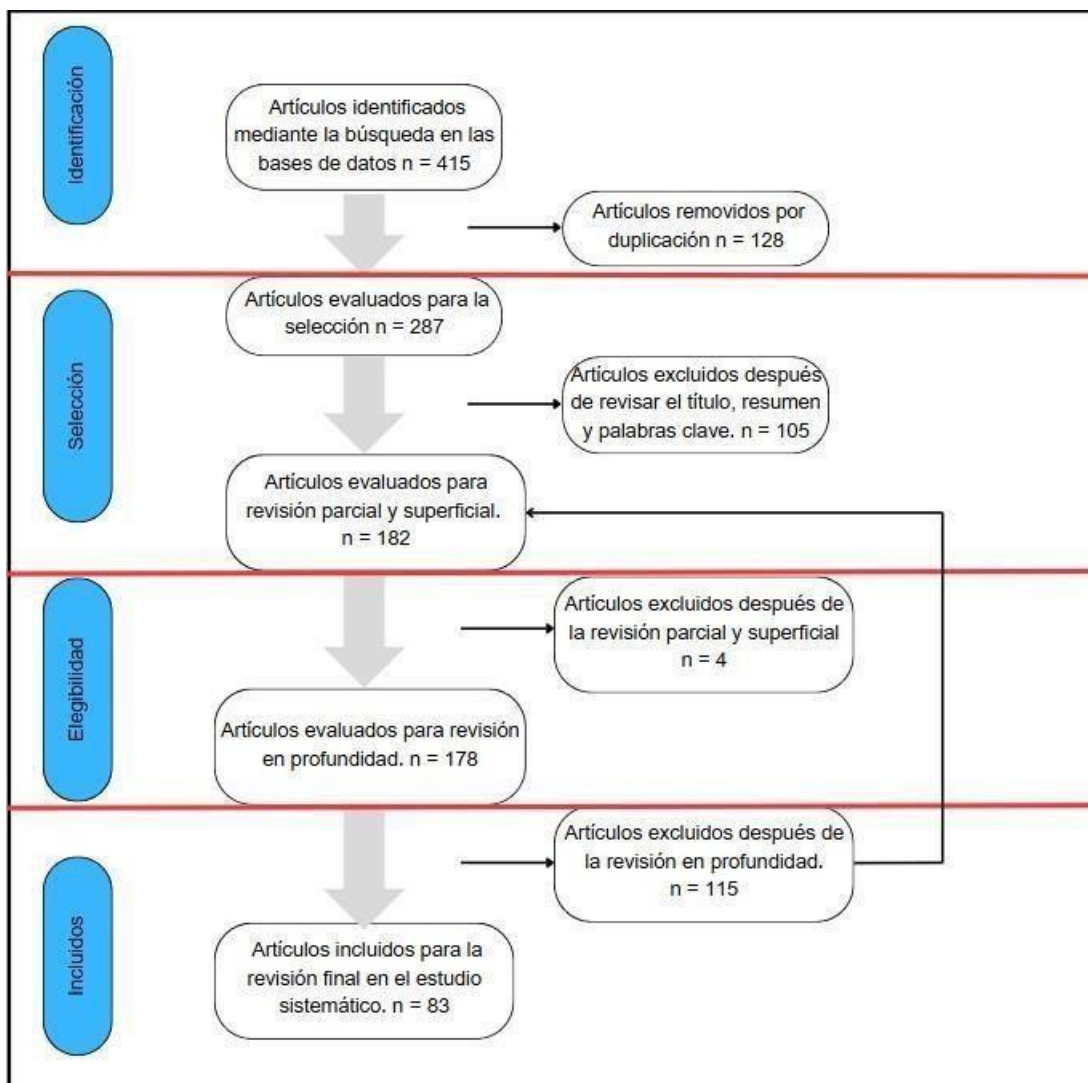 Identificación
Artículos identificados
mediante la búsqueda en las
bases de datos n = 415
Artículos removidos por
duplicación n = 128
Selección
Artículos evaluados para la
selección n = 287
Artículos excluidos después
de revisar el título, resumen
y palabras clave. n = 105
Artículos evaluados para
revisión parcial y superficial.
n = 182
Elegibilidad
Artículos excluidos después de
la revisión parcial y superficial
n = 4
Artículos evaluados para revisión
en profundidad. n = 178
Incluidos
Artículos excluidos después de
la revisión en profundidad.
n = 115
Artículos incluidos para la
revisión final en el estudio
sistemático. n = 83